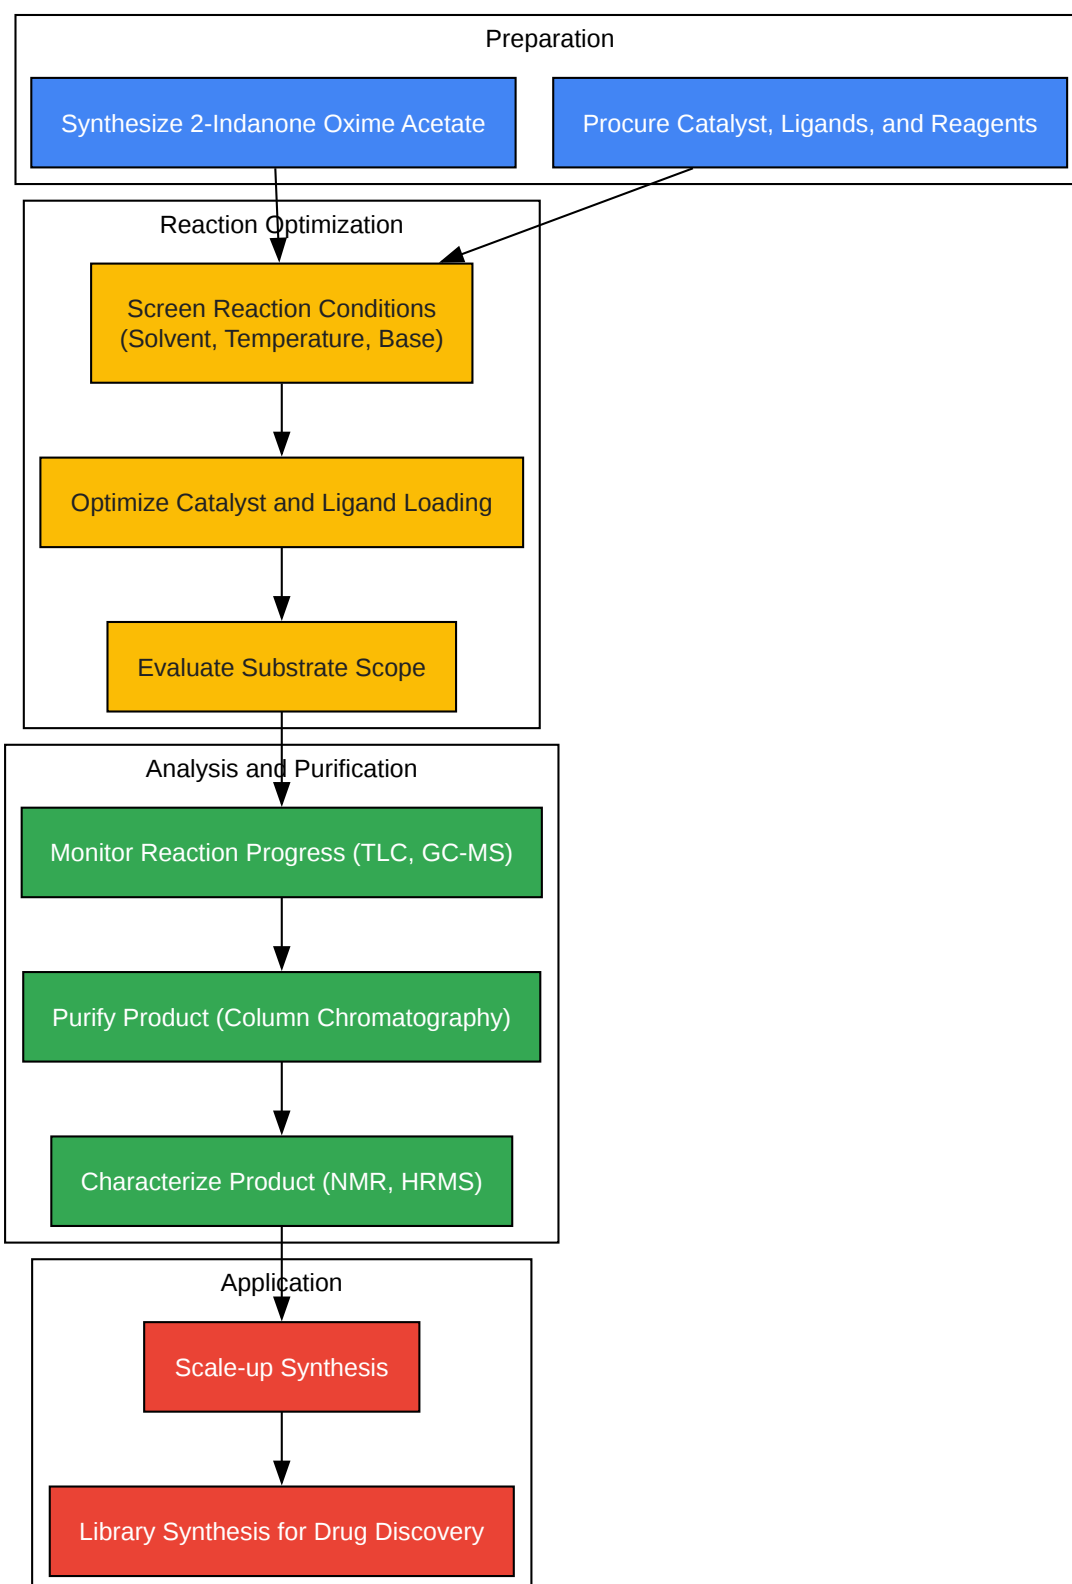 Preparation
Synthesize 2-Indanone Oxime Acetate
Procure Catalyst, Ligands, and Reagents
Reaction Optimization
Screen Reaction Conditions
(Solvent, Temperature, Base)
Optimize Catalyst and Ligand Loading
Evaluate Substrate Scope
Analysis and Purification
Monitor Reaction Progress (TLC, GC-MS)
Purify Product (Column Chromatography)
Characterize Product (NMR, HRMS)
Application
Scale-up Synthesis
Library Synthesis for Drug Discovery